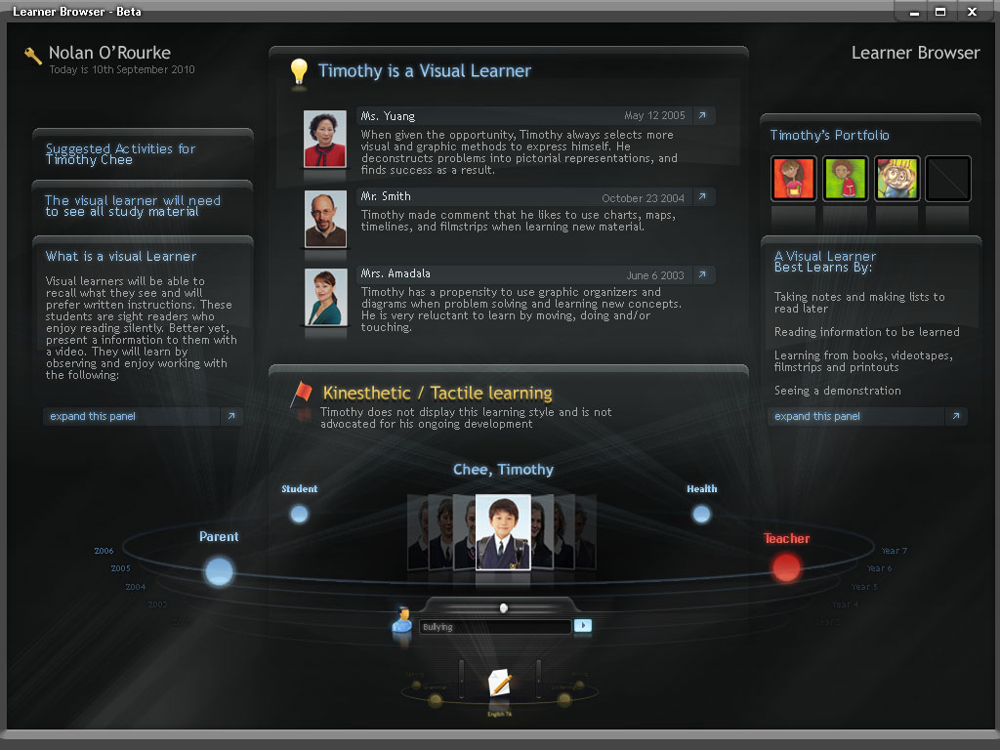 Learner Browser - Beta
Nolan O'Rourke
Today is 10th September 2010
Learner Browser
Suggested Activities for
Timothy Chee
The visual learner will need
to see all study material
What is a visual Learner
Visual learners will be able to
recall what they see and will
prefer written instructions. These
students are sight readers who
enjoy reading silently. Better yet,
present a information to them with
a video. They will learn by
observing and enjoy working with
the following:
expand this panel
Timothy is a Visual Learner
Ms. Yuang
May 12 2005
When given the opportunity, Timothy always selects more
visual and graphic methods to express himself. He
deconstructs problems into pictorial representations, and
finds success as a result.
Mr. Smith
October 23 2004
Timothy made comment that he likes to use charts, maps,
timelines, and filmstrips when learning new material.
Mrs. Amadala
June 6 2003
Timothy has a propensity to use graphic organizers and
diagrams when problem solving and learning new concepts.
He is very reluctant to learn by moving, doing and/or
touching.
Kinesthetic / Tactile learning
Timothy does not display this learning style and is not
advocated for his ongoing development
Timothy's Portfolio
A Visual Learner
Best Learns By:
Taking notes and making lists to
read later
Reading information to be learned
Learning from books, videotapes,
filmstrips and printouts
Seeing a demonstration
expand this panel
Chee, Timothy
Student
Health
Parent
Teacher
2006
2005
2004
2003
Year 7
Year 6
Year 5
Year 4
Bullying
English TA